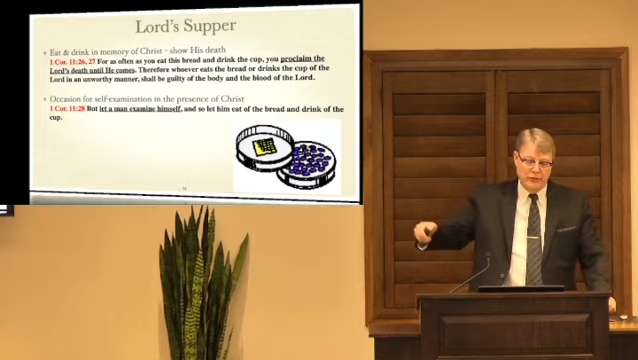 Lord's Supper
Eat & drink in memory of Christ - show His death
1 Cor. 11:26, 27 For as often as you eat this bread and drink the cup, you proclaim the
Lord's death until He comes. Therefore whoever eats the bread or drinks the cup of the
Lord in an unworthy manner, shall be guilty of the body and the blood of the Lord.
Occasion for self-examination in the presence of Christ
1 Cor. 11:28 But let a man examine himself, and so let him eat of the bread and drink of the
cup.